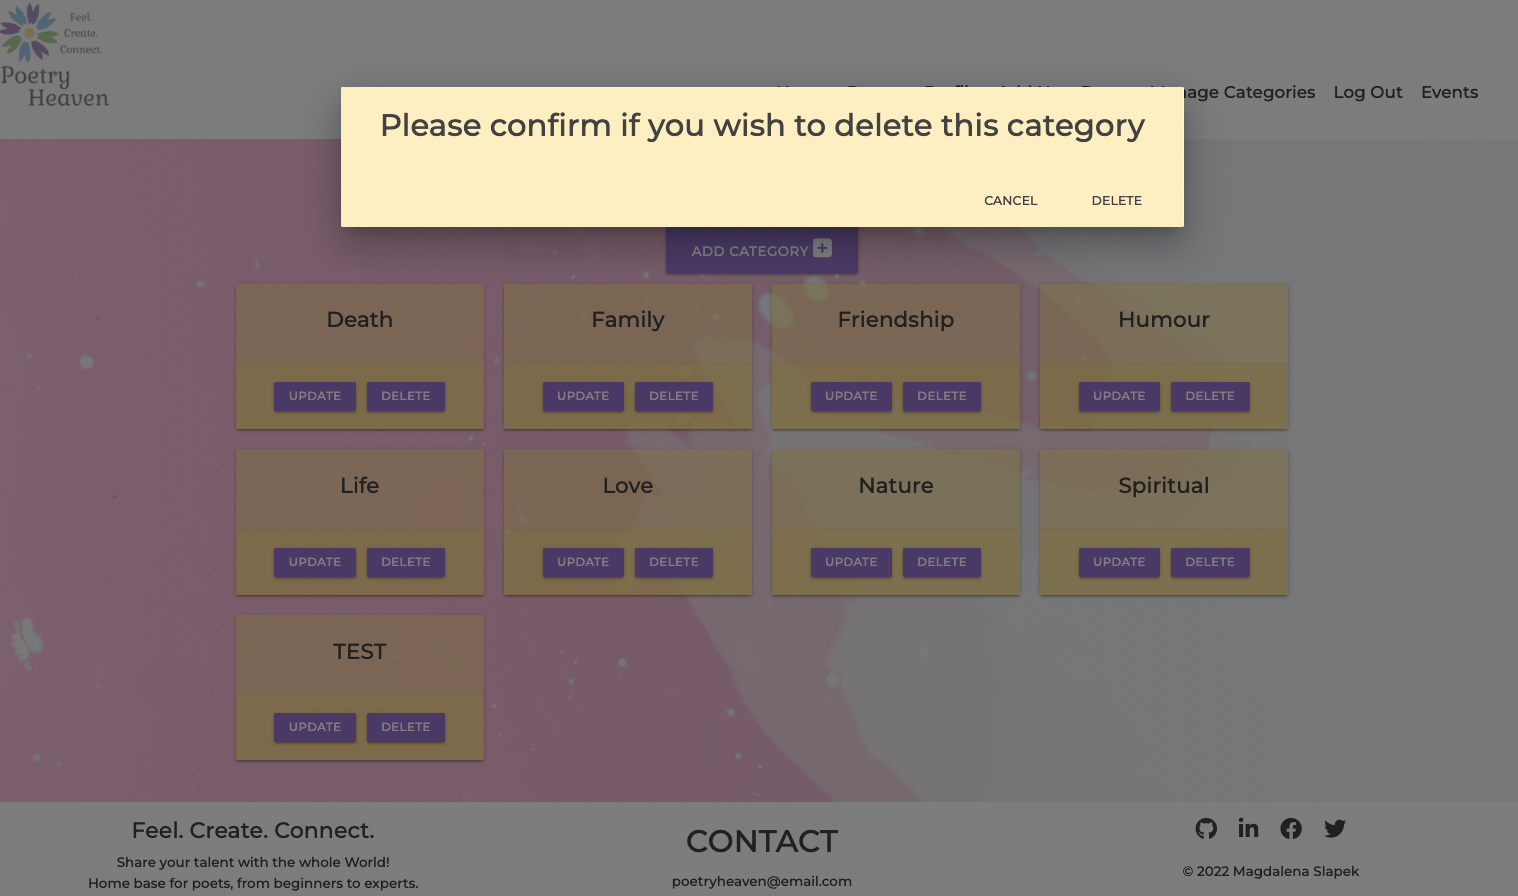 Feel.
Create.
Connect.
Poetry
Heaven
Categories Log Out Events
Please confirm if you wish to delete this category
CANCEL DELETE
ADD CATEGORY
Death Family Friendship Humour
UPDATE DELETE UPDATE DELETE UPDATE DELETE UPDATE DELETE
Life Love Nature Spiritual
UPDATE DELETE UPDATE DELETE UPDATE DELETE UPDATE DELETE
TEST
UPDATE DELETE
Feel. Create. Connect.
Share your talent with the whole World!
Home base for poets, from beginners to experts.
CONTACT
poetryheaven@email.com
© 2022 Magdalena Slapek